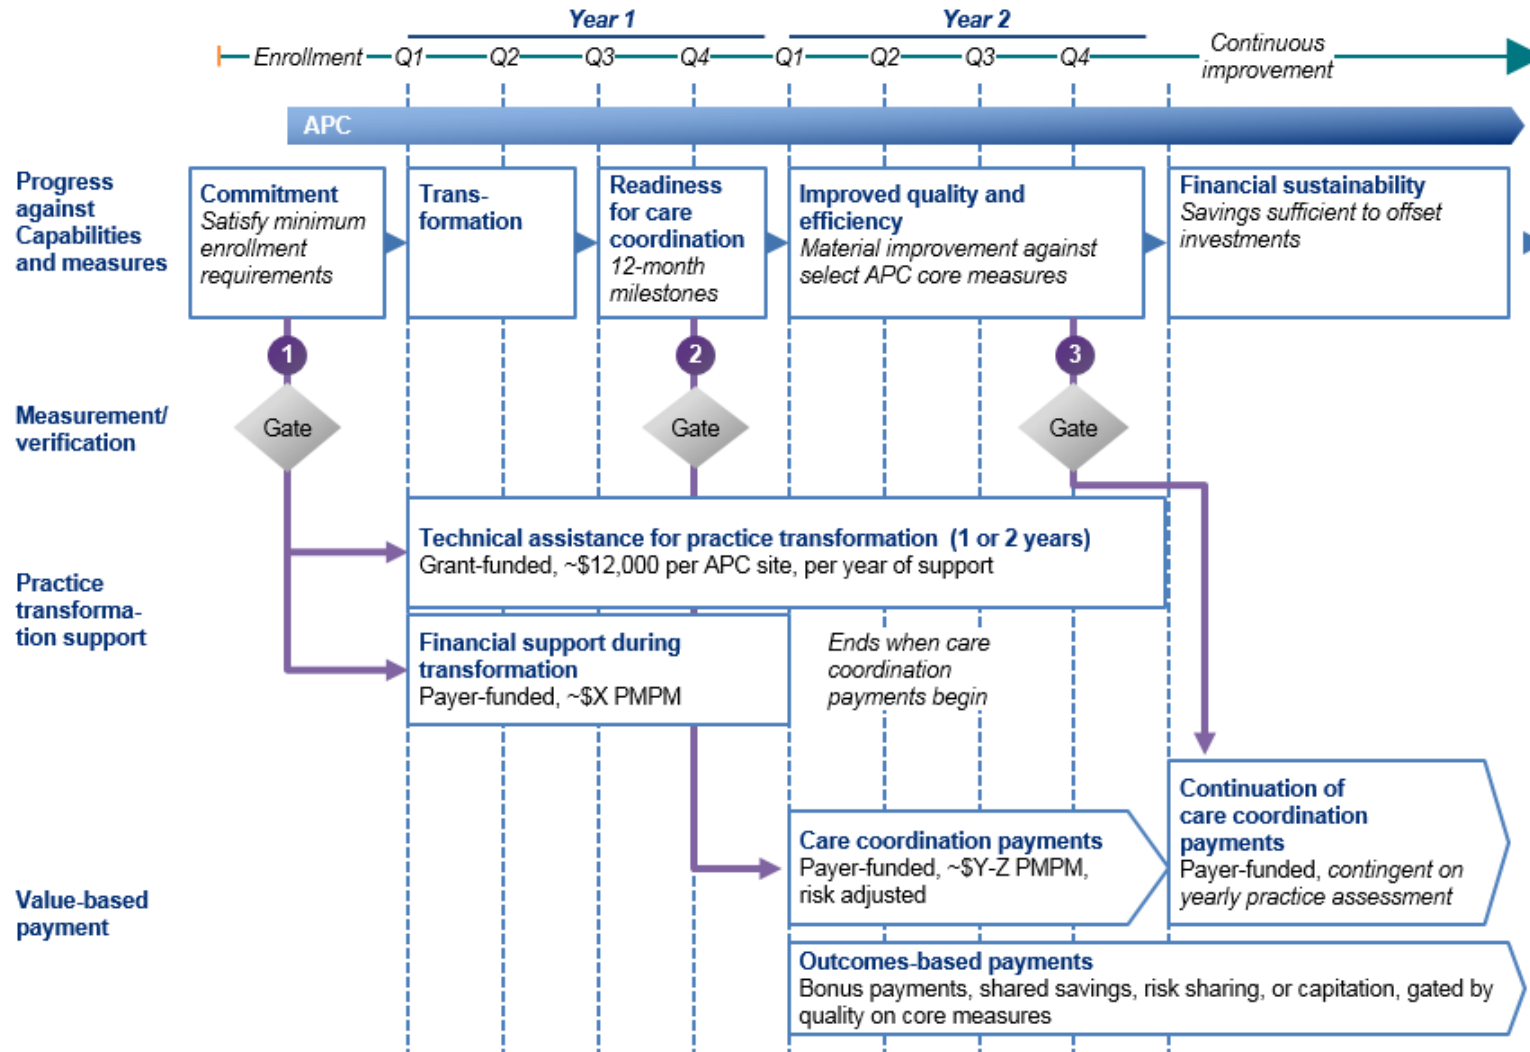 Year 1
Year 2
Enrollment
Q1
Q2
Q3
Q4
Q1
Q2
Q3
Q4
Continuous
improvement
APC
Progress
against
Capabilities
and measures
Commitment
Satisfy minimum
enrollment
requirements
Trans-
formation
Readiness
for care
coordination
12-month
milestones
Improved quality and
efficiency
Material improvement against
select APC core measures
Financial sustainability
Savings sufficient to offset
investments
1
2
3
Measurement/
verification
Gate
Gate
Gate
Practice
transforma-
tion support
Technical assistance for practice transformation (1 or 2 years)
Grant-funded, ~$12,000 per APC site, per year of support
Financial support during
transformation
Payer-funded, ~$X PMPM
Ends when care
coordination
payments begin
Value-based
payment
Care coordination payments
Payer-funded, ~$Y-Z PMPM,
risk adjusted
Continuation of
care coordination
payments
Payer-funded, contingent on
yearly practice assessment
Outcomes-based payments
Bonus payments, shared savings, risk sharing, or capitation, gated by
quality on core measures